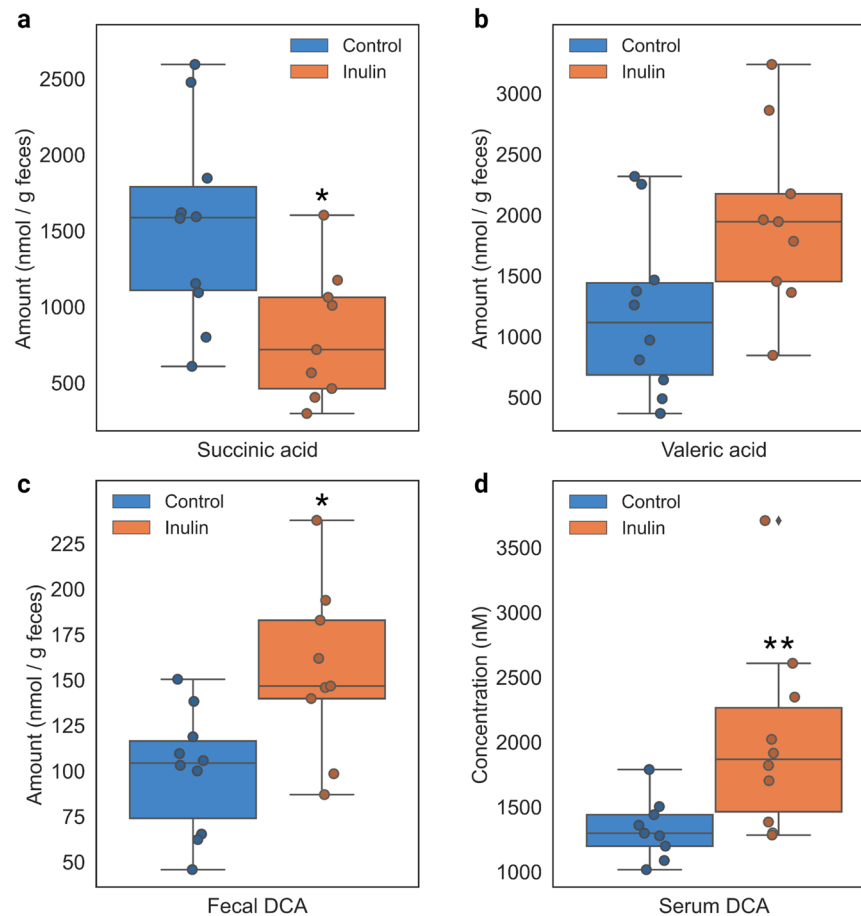 a
Control
Inulin
2500
2000
1500
1000
500
*
Amount (nmol / g feces)
Succinic acid
b
Control
Inulin
3000
2500
2000
1500
1000
500
Amount (nmol / g feces)
Valeric acid
c
Control
Inulin
*
225
200
175
150
125
100
75
50
Amount (nmol / g feces)
Fecal DCA
d
Control
Inulin
3500
3000
2500
2000
1500
1000
**
Concentration (nM)
Serum DCA